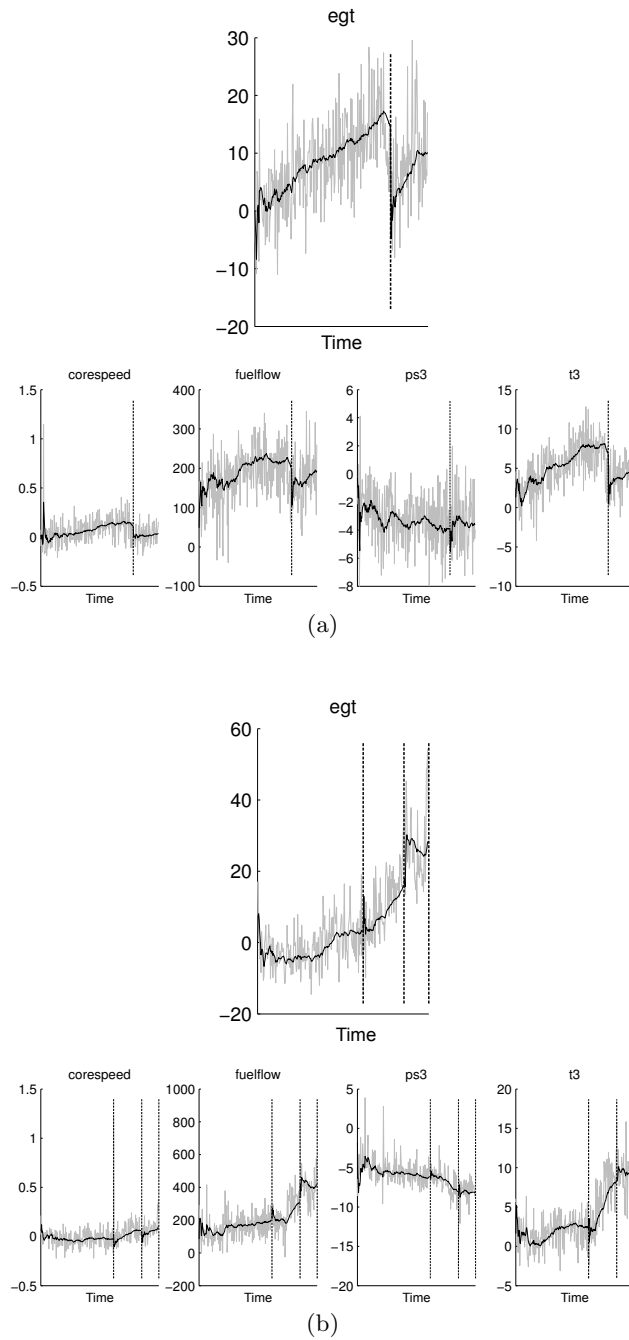 egt
30
20
10
0
−10
−20
Time
corespeed fuelflow ps3 t3
1.5 400 6 15
300 4 10
1 2
200 5
0.5 0
100 −2 0
0 0 −4 −5
−6
−0.5 −100 −8 −10
Time Time Time Time
(a)
egt
60
40
20
0
−20
Time
corespeed fuelflow ps3 t3
1.5 1000 5 20
800 0 15
1 600
−5 10
0.5 400
−10 5
200
0 0 −15 0
−0.5 −200 −20 −5
Time Time Time Time
(b)